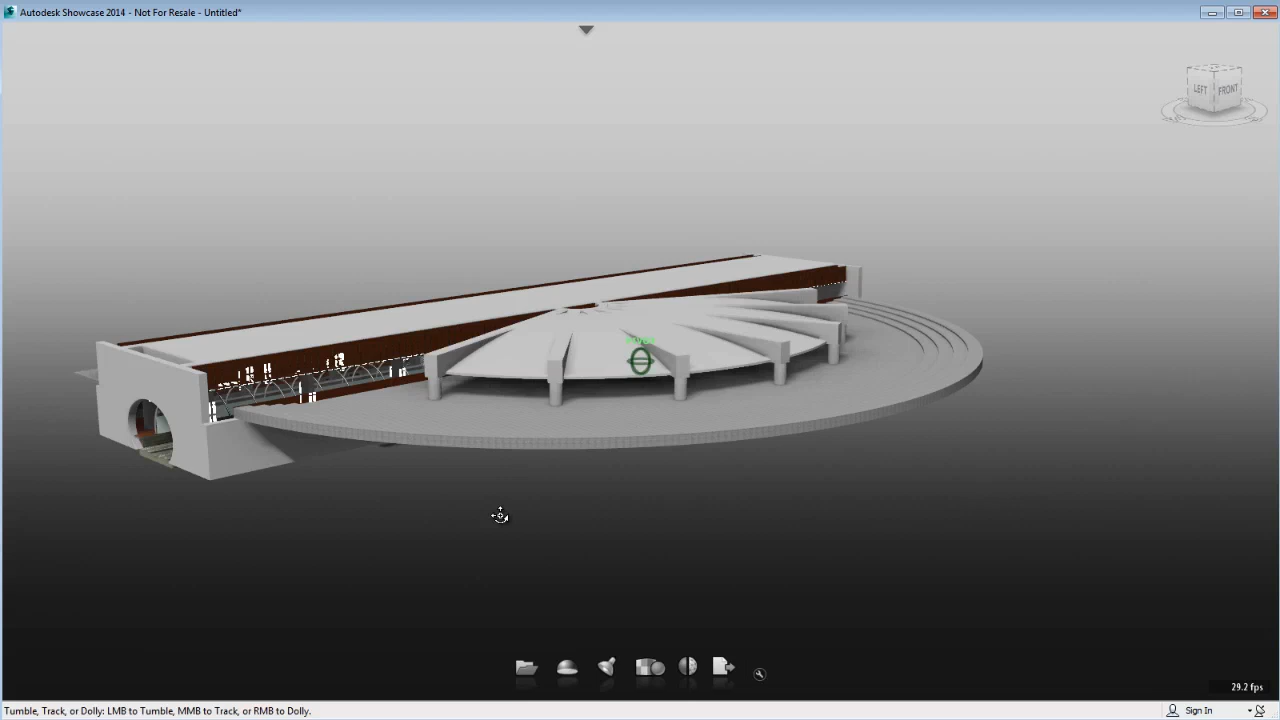 Autodesk Showcase 2014 - Not For Resale - Untitled*
LEFT
FRONT
29.2 fps
Tumble, Track, or Dolly: LMB to Tumble, MMB to Track, or RMB to Dolly.
Sign In